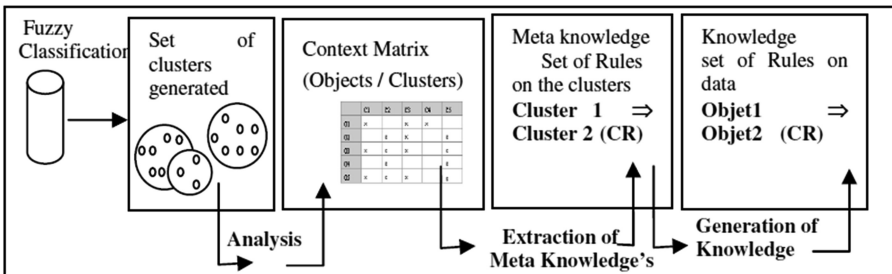 Fuzzy
Classification
Set of
clusters
generated
Context Matrix
(Objects / Clusters)
Meta knowledge
Set of Rules
on the clusters
Cluster 1 ⇒
Cluster 2 (CR)
Knowledge
set of Rules on
data
Objet1 ⇒
Objet2 (CR)
Analysis
Extraction of
Meta Knowledge's
Generation of
Knowledge